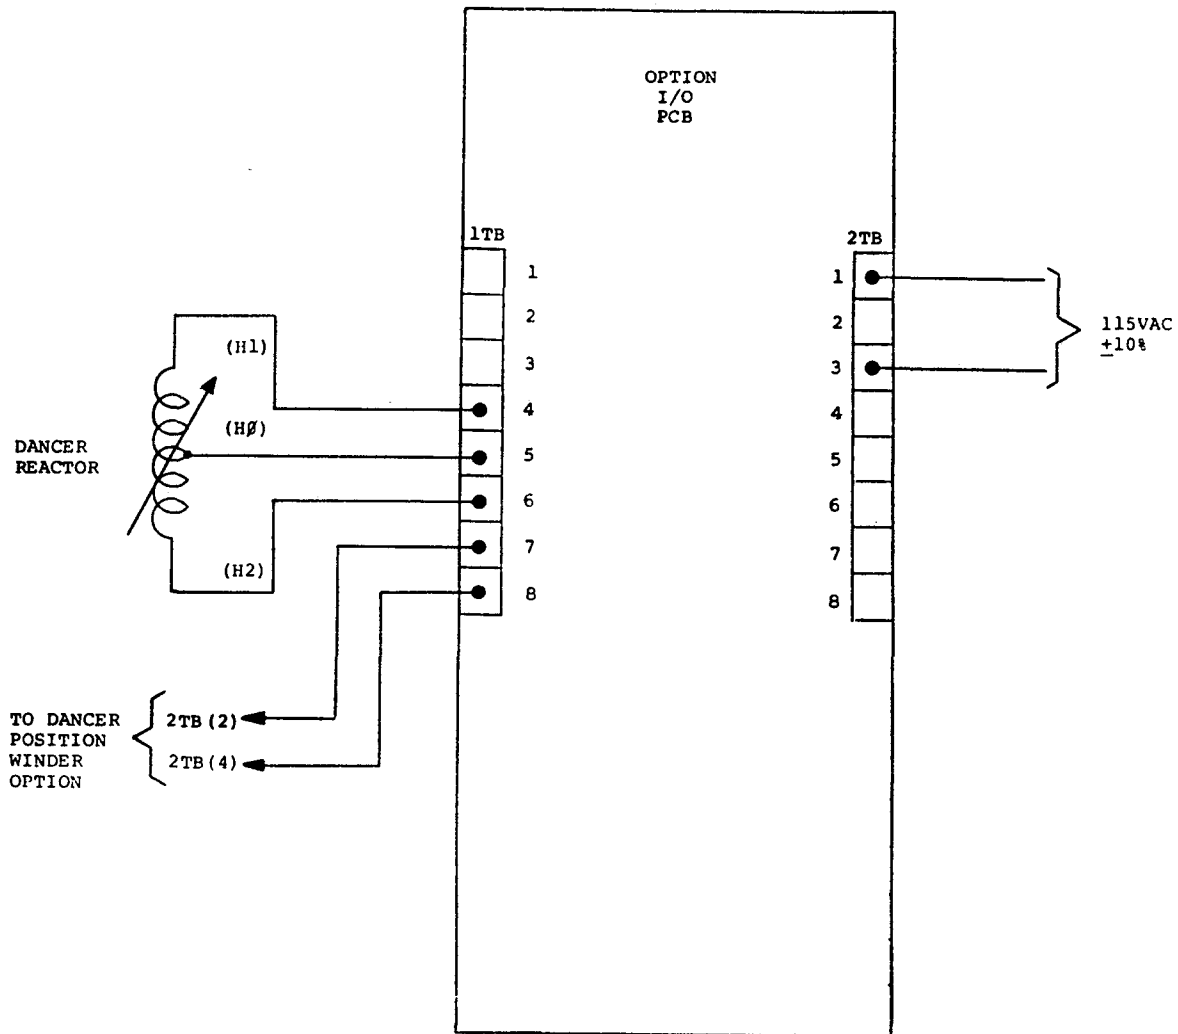 OPTION
I/O
PCB
1TB
1
2
3
4
5
6
7
8
2TB
1
2
3
4
5
6
7
8
115VAC
±10%
(H1)
(HØ)
(H2)
DANCER
REACTOR
TO DANCER
POSITION
WINDER
OPTION
2TB(2)
2TB(4)